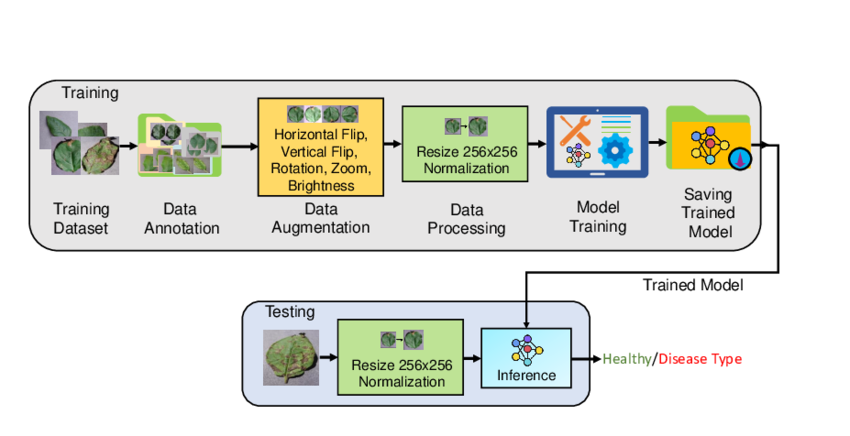 Training
Horizontal Flip,
Vertical Flip,
Rotation, Zoom,
Brightness
Resize 256x256
Normalization
Training
Dataset
Data
Annotation
Data
Augmentation
Data
Processing
Model
Training
Saving
Trained
Model
Trained Model
Testing
Resize 256x256
Normalization
Inference
Healthy/Disease Type